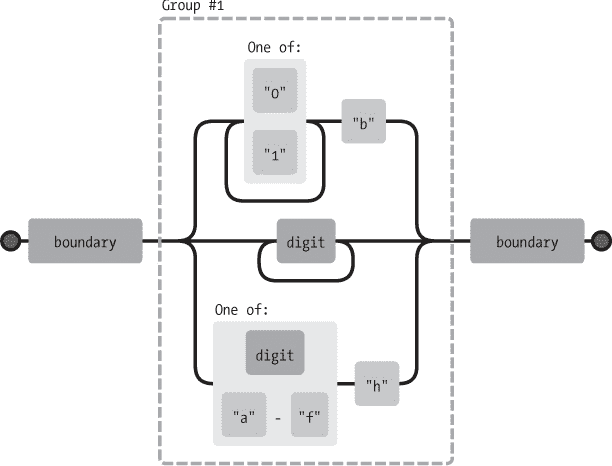 Group #1
One of:
"0"
"b"
"1"
boundary
digit
boundary
One of:
digit
"h"
"a" - "f"